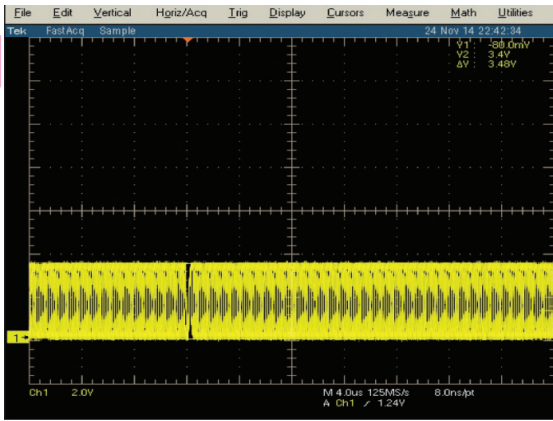 File Edit Vertical Horiz/Acq Trig Display Cursors Measure Math Utilities
Tek FastAcq Sample 24 Nov 14 22:42:34
V1: -80.0mV
V2: 3.4V
ΔV: 3.48V
1
Ch1 2.0V M 4.0us 125MS/s 8.0ns/pt
A Ch1 1.24V